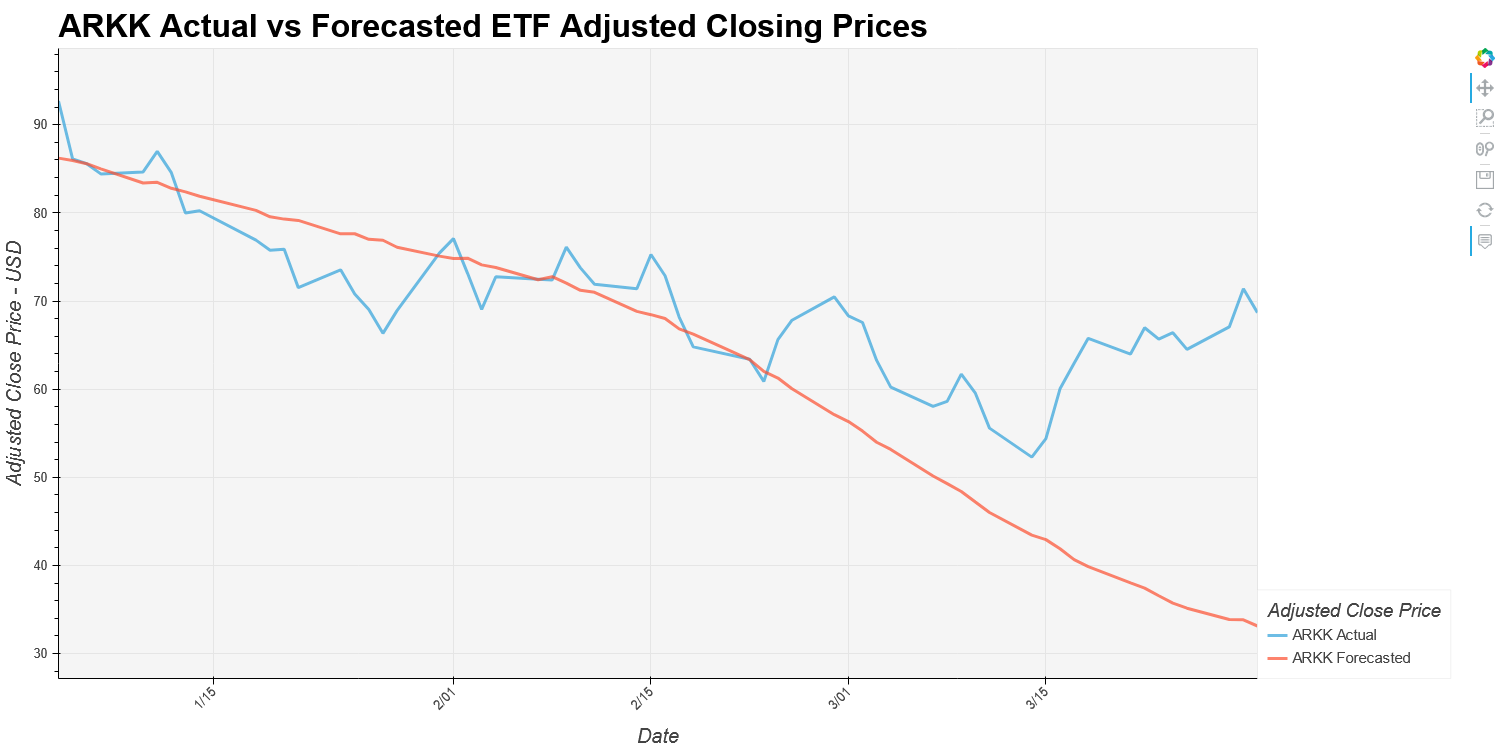 ARKK Actual vs Forecasted ETF Adjusted Closing Prices
Adjusted Close Price - USD
90
80
70
60
50
40
30
1/15
2/01
2/15
3/01
3/15
Date
Adjusted Close Price
ARKK Actual
ARKK Forecasted